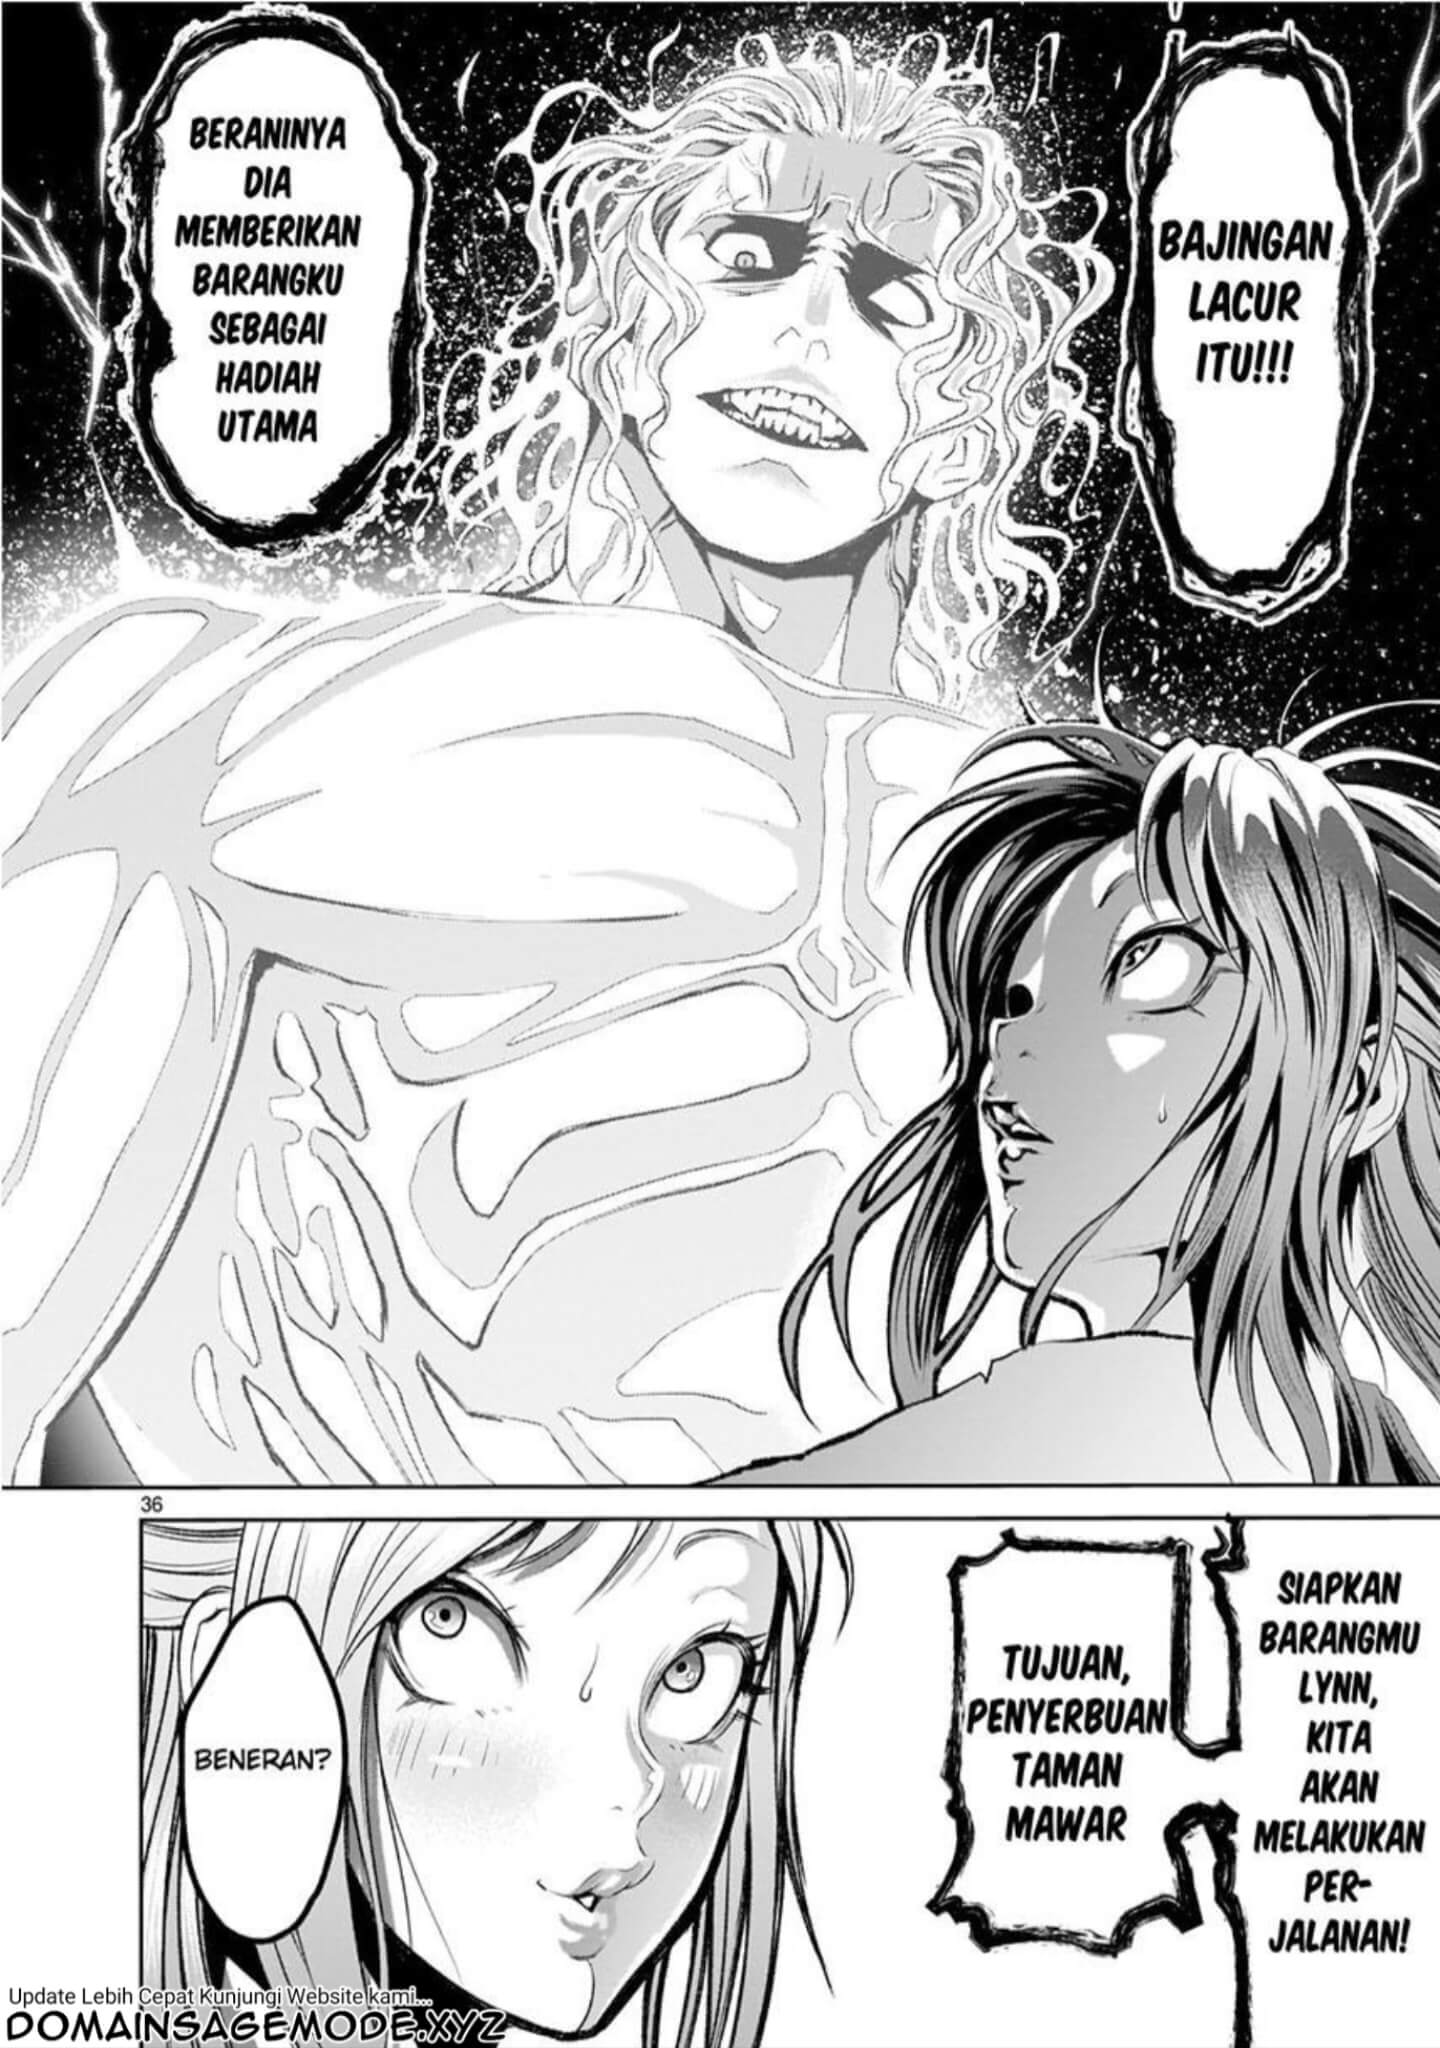 BAJINGAN
LACUR
ITU!!!
BERANINYA
DIA
MEMBERIKAN
BARANGKU
SEBAGAI
HADIAH
UTAMA
36
SIAPKAN
BARANGMU
LYNN,
KITA
AKAN
MELAKUKAN
PER-
JALANAN!
TUJUAN,
PENYERBUAN
TAMAN
MAWAR
BENERAN?
Update Lebih Cepat Kunjungi Website kami...
DOMAINSAGEMODE.XYZ